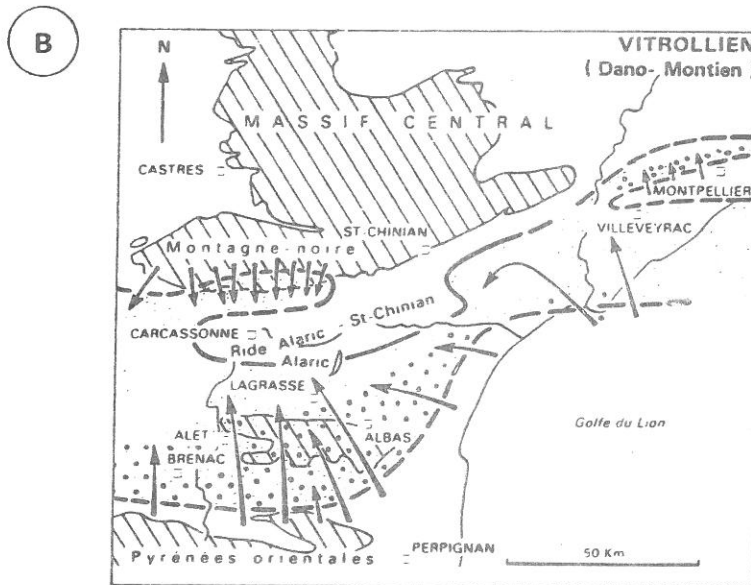 B
VITROLLIEN
( Dano-Montien )
N
MASSIF CENTRAL
CASTRES
MONTPELLIER
ST-CHINIAN
VILLEVEYRAC
Montagne-noire
CARCASSONNE
Ride Alaric St-Chinian
Alaric
LAGRASSE
Golfe du Lion
ALET
ALBAS
BRENAC
PERPIGNAN
50 Km
Pyrénées orientales